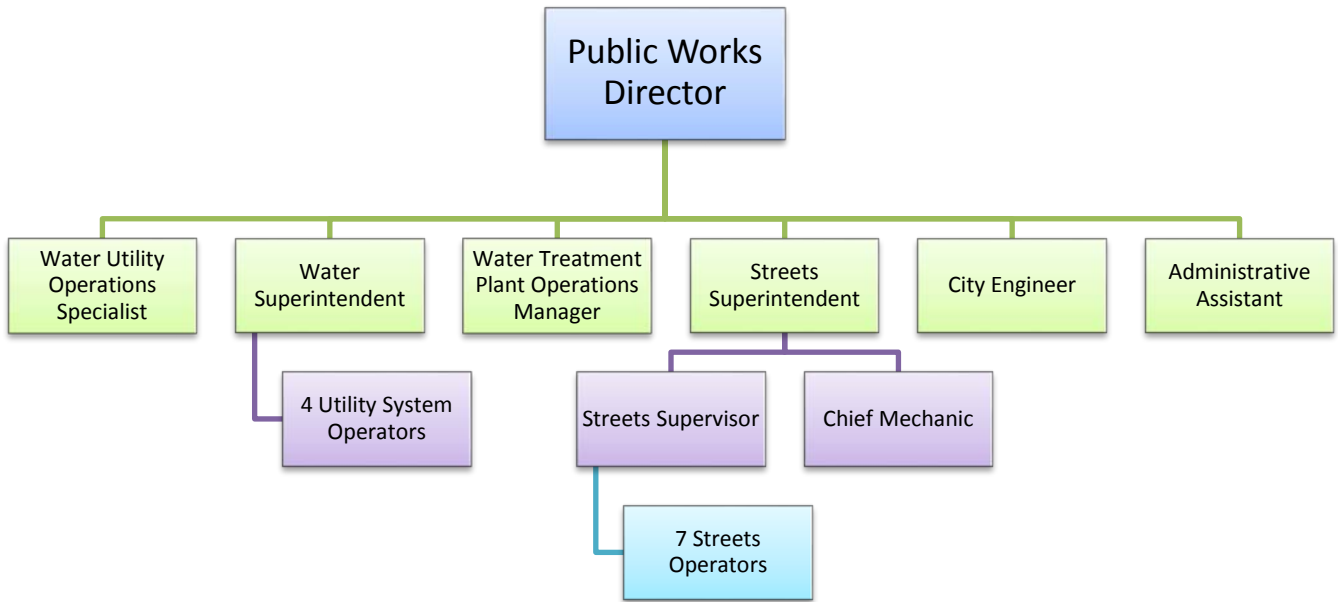 Public Works
Director
Water Utility
Operations
Specialist
Water
Superintendent
Water Treatment
Plant Operations
Manager
Streets
Superintendent
City Engineer
Administrative
Assistant
4 Utility System
Operators
Streets Supervisor
Chief Mechanic
7 Streets
Operators